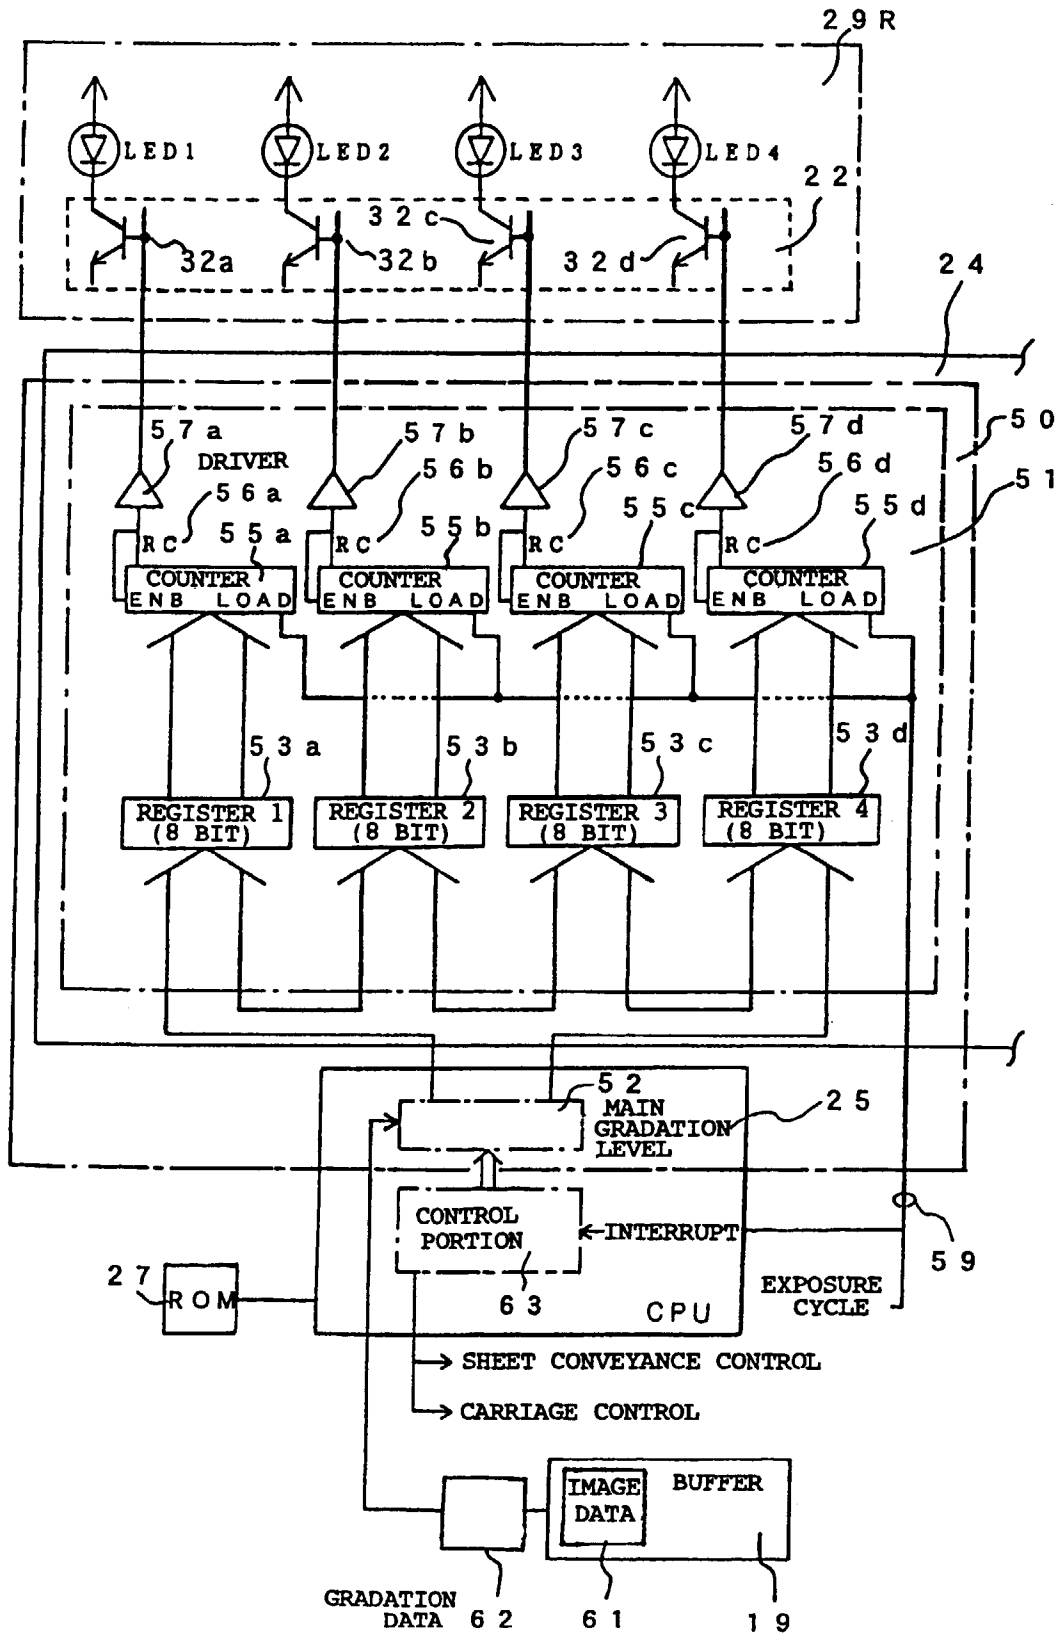 29R
LED1 LED2 LED3 LED4
22
32a 32b 32c 32d
24
50
57a 57b 57c 57d
DRIVER
51
56a 56b 56c 56d
55a 55b 55c 55d
RC RC RC RC
COUNTER COUNTER COUNTER COUNTER
ENB LOAD ENB LOAD ENB LOAD ENB LOAD
53a 53b 53c 53d
REGISTER 1 REGISTER 2 REGISTER 3 REGISTER 4
(8 BIT) (8 BIT) (8 BIT) (8 BIT)
52
MAIN
GRADATION
LEVEL
25
CONTROL
PORTION
INTERRUPT
59
27
ROM
63
CPU
EXPOSURE
CYCLE
SHEET CONVEYANCE CONTROL
CARRIAGE CONTROL
IMAGE
DATA
BUFFER
GRADATION
DATA
62
61
19